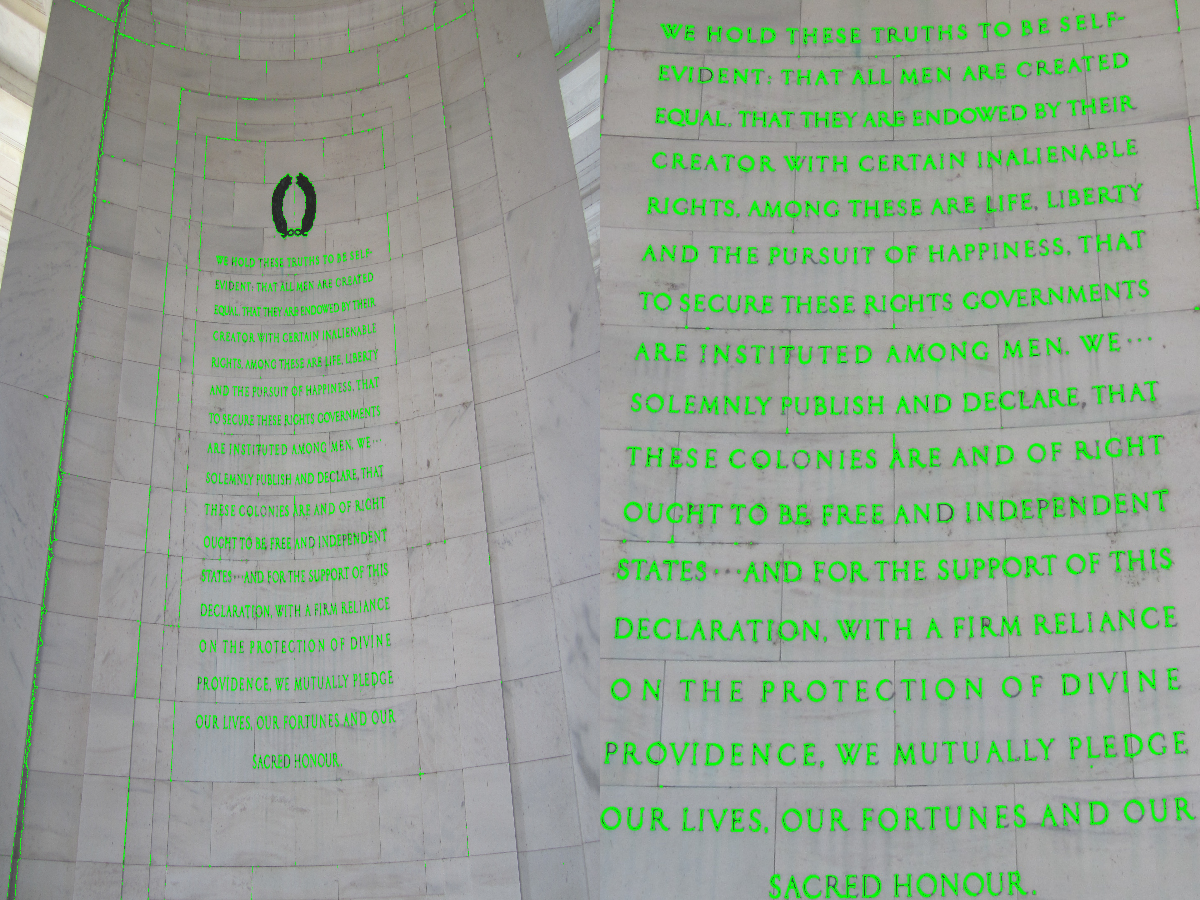 WE HOLD THESE TRUTHS TO BE SELF-
EVIDENT: THAT ALL MEN ARE CREATED
EQUAL, THAT THEY ARE ENDOWED BY THEIR
CREATOR WITH CERTAIN INALIENABLE
RIGHTS, AMONG THESE ARE LIFE, LIBERTY
AND THE PURSUIT OF HAPPINESS, THAT
TO SECURE THESE RIGHTS GOVERNMENTS
ARE INSTITUTED AMONG MEN. WE···
SOLEMNLY PUBLISH AND DECLARE, THAT
THESE COLONIES ARE AND OF RIGHT
OUGHT TO BE FREE AND INDEPENDENT
STATES···AND FOR THE SUPPORT OF THIS
DECLARATION, WITH A FIRM RELIANCE
ON THE PROTECTION OF DIVINE
PROVIDENCE, WE MUTUALLY PLEDGE
OUR LIVES, OUR FORTUNES AND OUR
SACRED HONOUR.
WE HOLD THESE TRUTHS TO BE SELF-
EVIDENT: THAT ALL MEN ARE CREATED
EQUAL, THAT THEY ARE ENDOWED BY THEIR
CREATOR WITH CERTAIN INALIENABLE
RIGHTS, AMONG THESE ARE LIFE, LIBERTY
AND THE PURSUIT OF HAPPINESS, THAT
TO SECURE THESE RIGHTS GOVERNMENTS
ARE INSTITUTED AMONG MEN. WE···
SOLEMNLY PUBLISH AND DECLARE, THAT
THESE COLONIES ARE AND OF RIGHT
OUGHT TO BE FREE AND INDEPENDENT
STATES···AND FOR THE SUPPORT OF THIS
DECLARATION, WITH A FIRM RELIANCE
ON THE PROTECTION OF DIVINE
PROVIDENCE, WE MUTUALLY PLEDGE
OUR LIVES, OUR FORTUNES AND OUR
SACRED HONOUR.